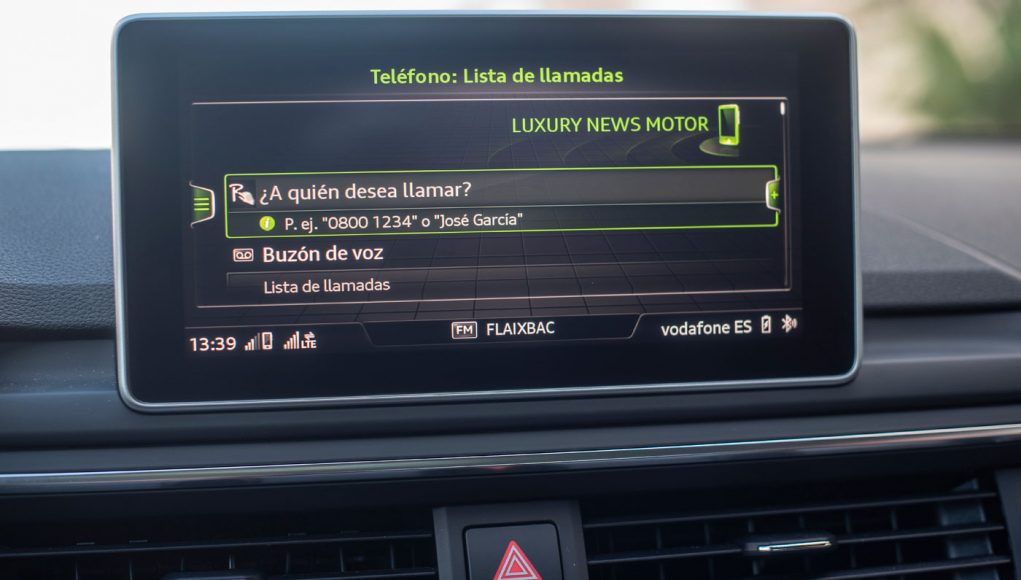 Teléfono: Lista de llamadas
LUXURY NEWS MOTOR
¿A quién desea llamar?
i P. ej. "0800 1234" o "José García"
Buzón de voz
Lista de llamadas
13:39 LTE FM FLAIXBAC vodafone ES